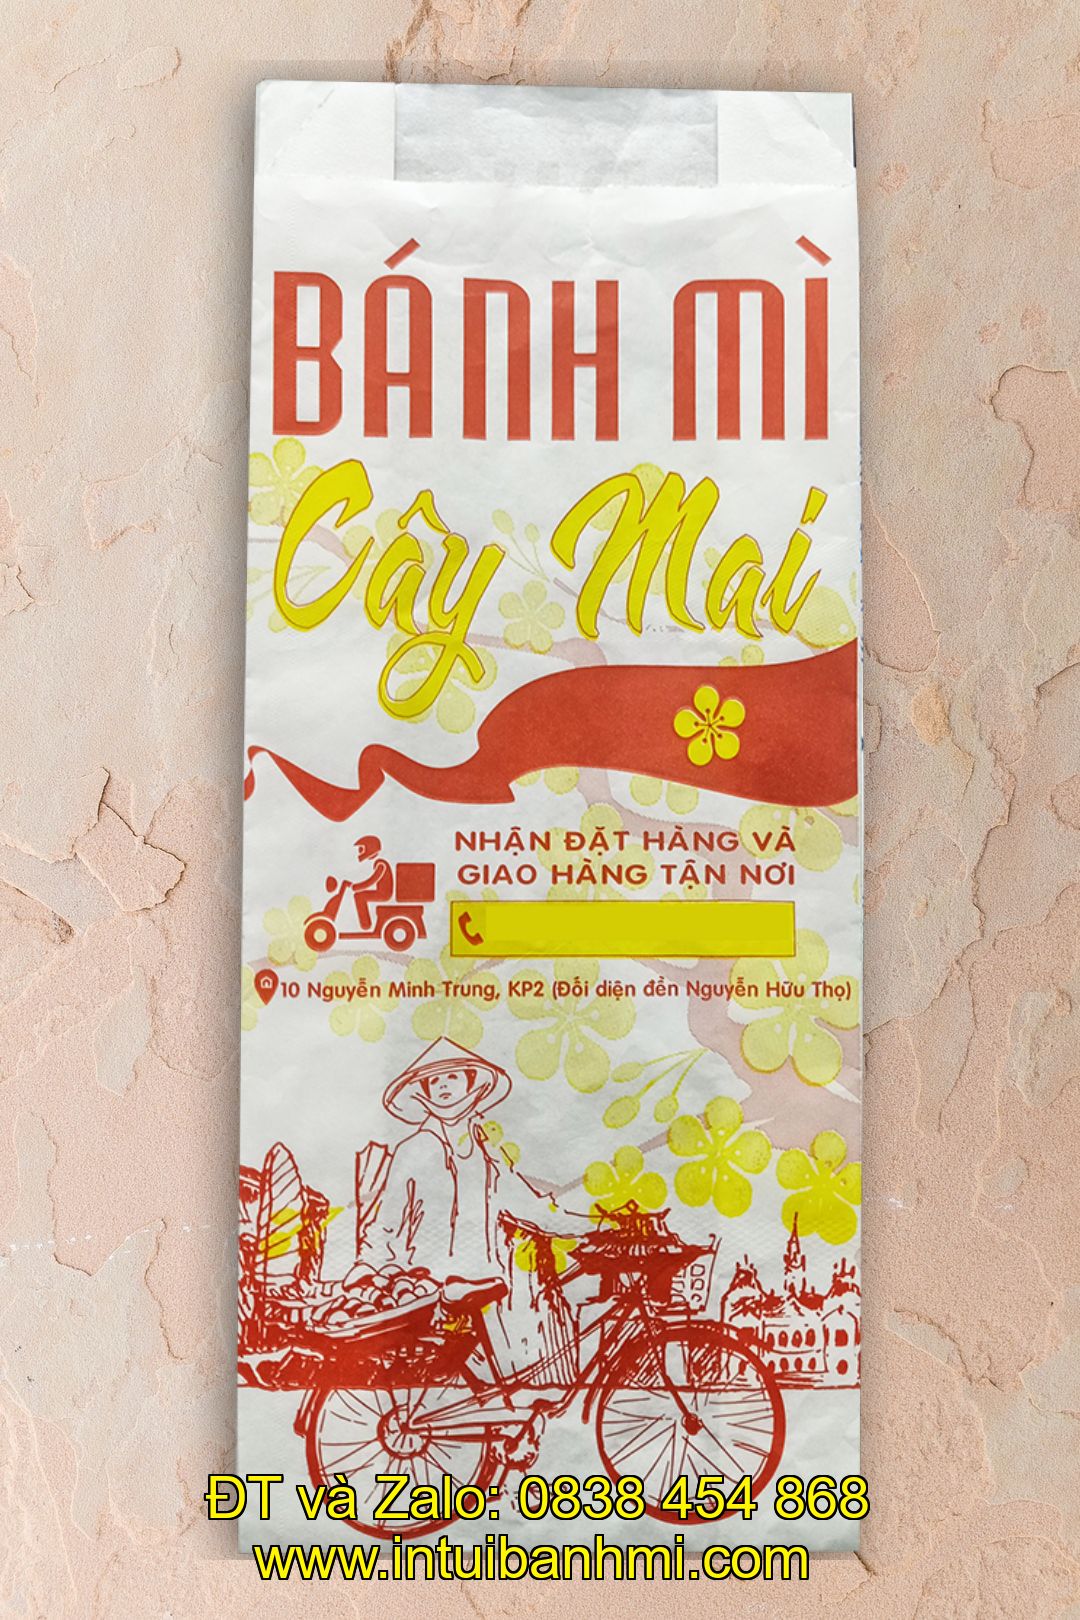 BÁNH MÌ
Cây Mai
NHẬN ĐẶT HÀNG VÀ
GIAO HÀNG TẬN NƠI
10 Nguyễn Minh Trung, KP2 (Đối diện đền Nguyễn Hữu Thọ)
ĐT và Zalo: 0838 454 868
www.intuibanhmi.com